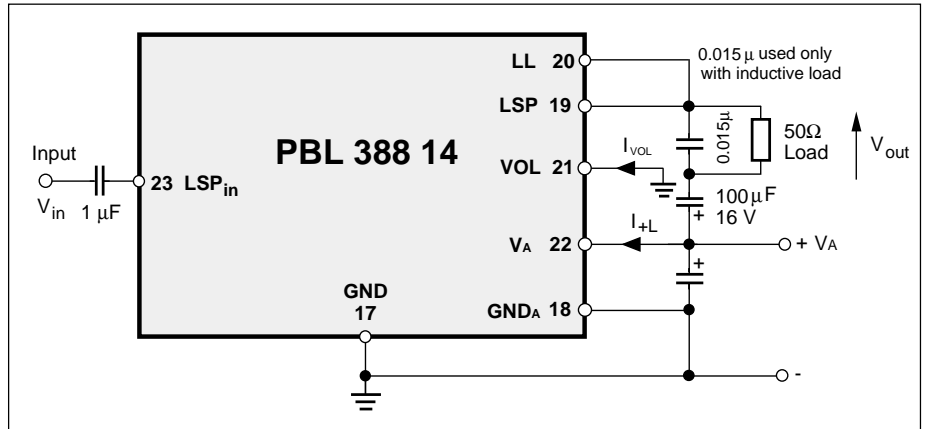 LL 20
0.015 µ used only
with inductive load
LSP 19
PBL 388 14
0.015µ
50Ω
Load
V_out
I_VOL
VOL 21
Input
V_in
1 µF
23 LSP_in
100 µF
16 V
+
I_+L
V_A 22
+ V_A
+
GND
17
GND_A 18
-